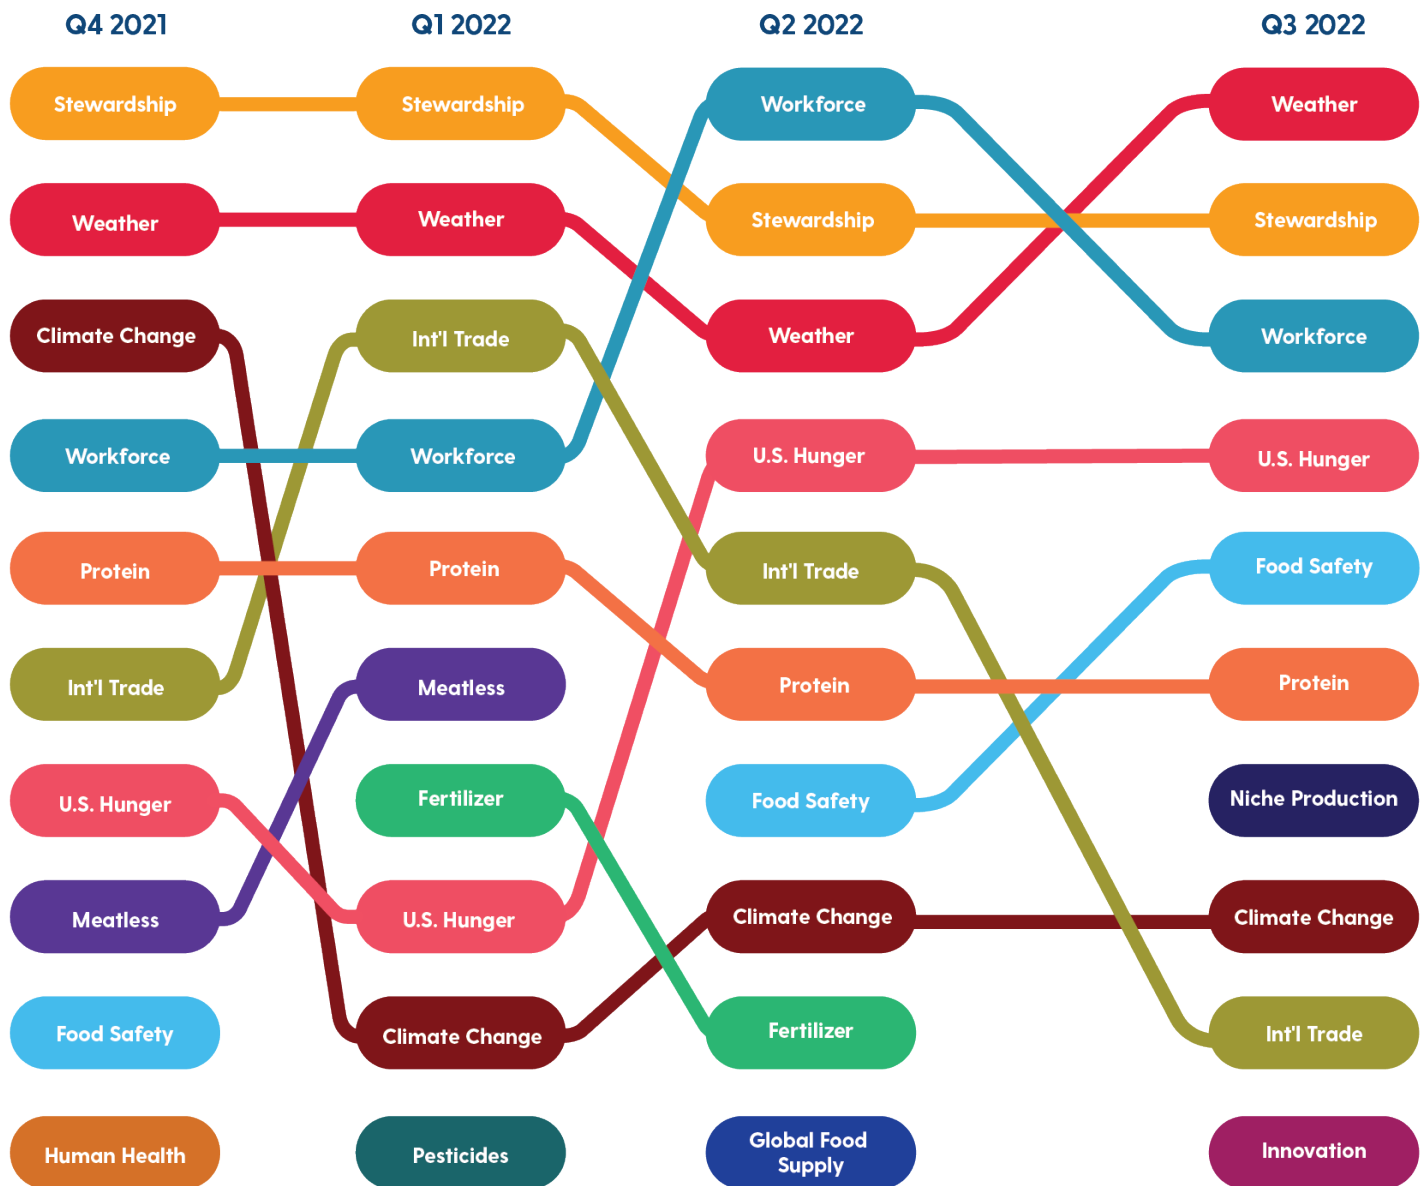 Q4 2021 Q1 2022 Q2 2022 Q3 2022
Stewardship Stewardship Workforce Weather
Weather Weather Stewardship Stewardship
Climate Change Int'l Trade Weather Workforce
Workforce Workforce U.S. Hunger U.S. Hunger
Protein Protein Int'l Trade Food Safety
Int'l Trade Meatless Protein Protein
U.S. Hunger Fertilizer Food Safety Niche Production
Meatless U.S. Hunger Climate Change Climate Change
Food Safety Climate Change Fertilizer Int'l Trade
Human Health Pesticides Global Food Innovation
Supply